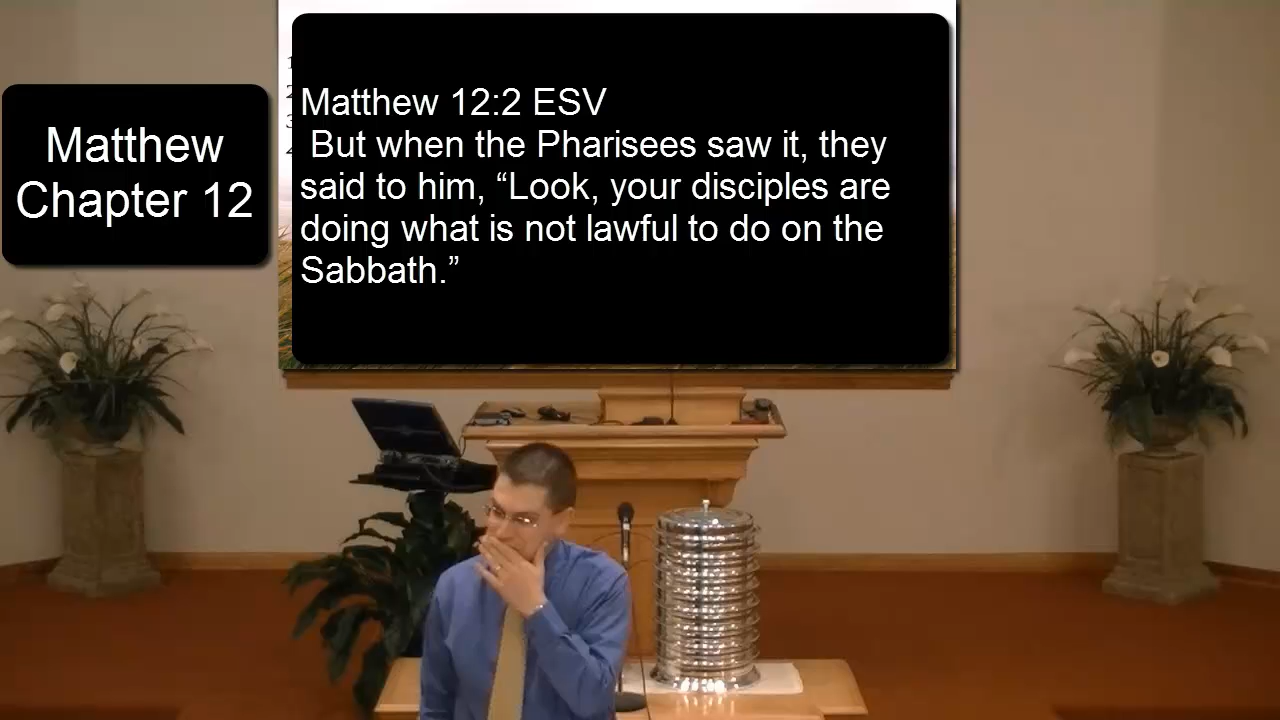 Matthew
Chapter 12
Matthew 12:2 ESV
But when the Pharisees saw it, they
said to him, “Look, your disciples are
doing what is not lawful to do on the
Sabbath.”